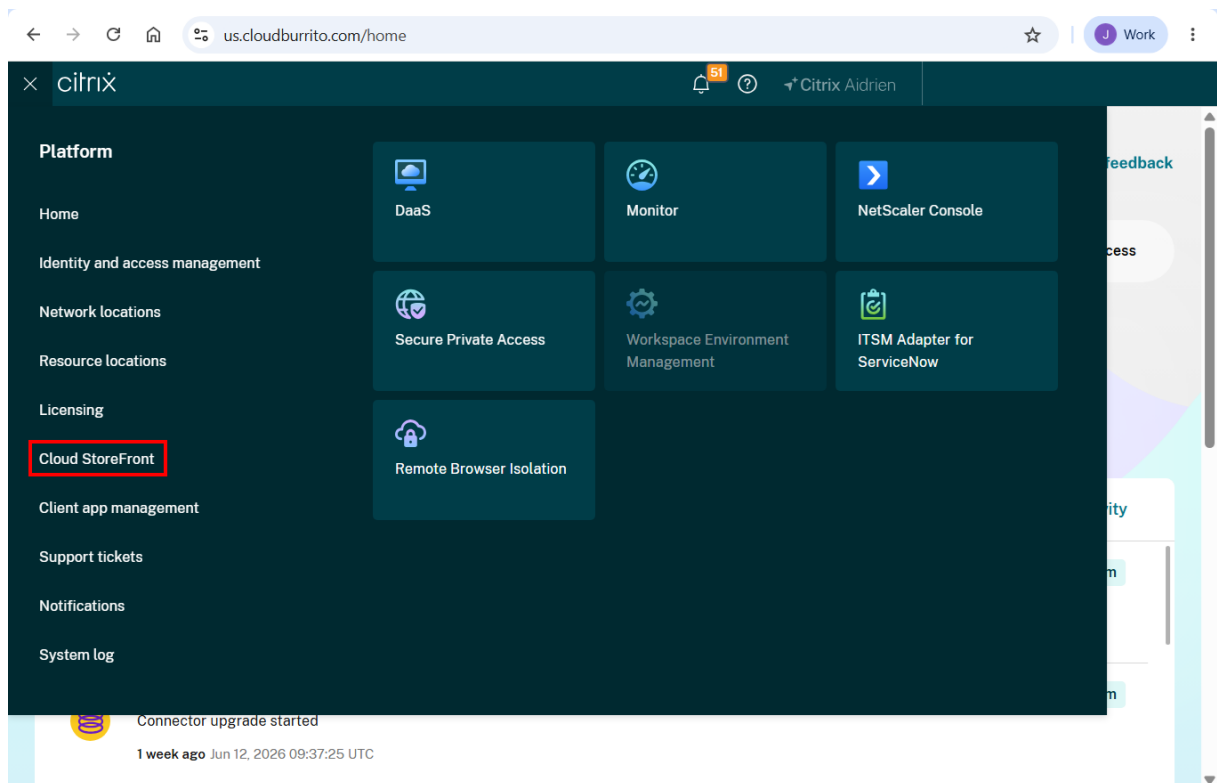 us.cloudburrito.com/home
J Work
citrix
51
Citrix Aidrien
Platform
Home
Identity and access management
Network locations
Resource locations
Licensing
Cloud StoreFront
Client app management
Support tickets
Notifications
System log
DaaS
Monitor
NetScaler Console
Secure Private Access
Workspace Environment
Management
ITSM Adapter for
ServiceNow
Remote Browser Isolation
feedback
cess
ity
m
m
Connector upgrade started
1 week ago Jun 12, 2026 09:37:25 UTC